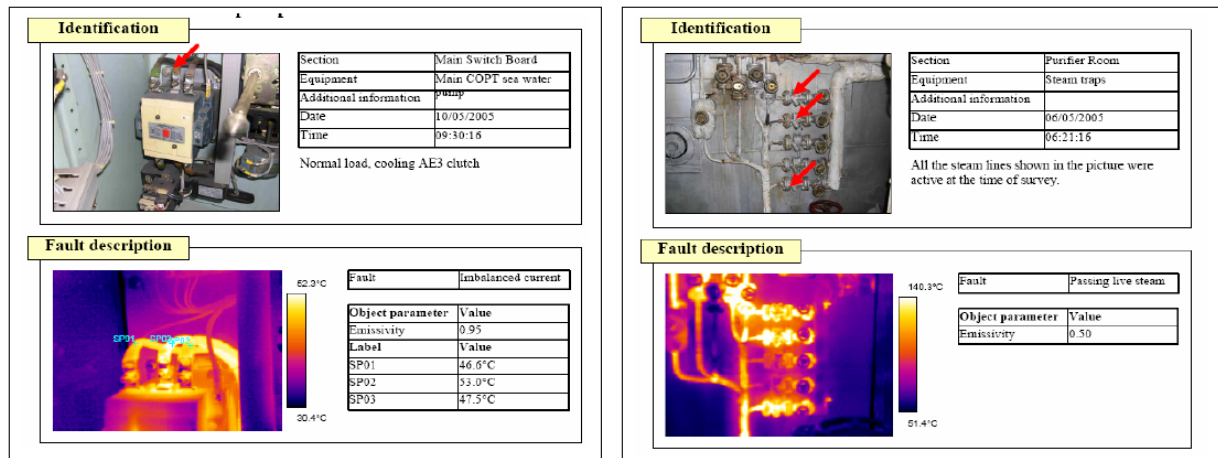 Identification
Section Main Switch Board
Equipment Main COPT sea water pump
Additional information
Date 10/05/2005
Time 09:30:16
Normal load, cooling AE3 clutch
Fault description
52.3°C
30.4°C
SP01 SP02 SP03
Fault Imbalanced current
Object parameter Value
Emissivity 0.95
Label Value
SP01 46.6°C
SP02 53.0°C
SP03 47.5°C
Identification
Section Purifier Room
Equipment Steam traps
Additional information
Date 06/05/2005
Time 06:21:16
All the steam lines shown in the picture were
active at the time of survey.
Fault description
140.3°C
51.4°C
Fault Passing live steam
Object parameter Value
Emissivity 0.50